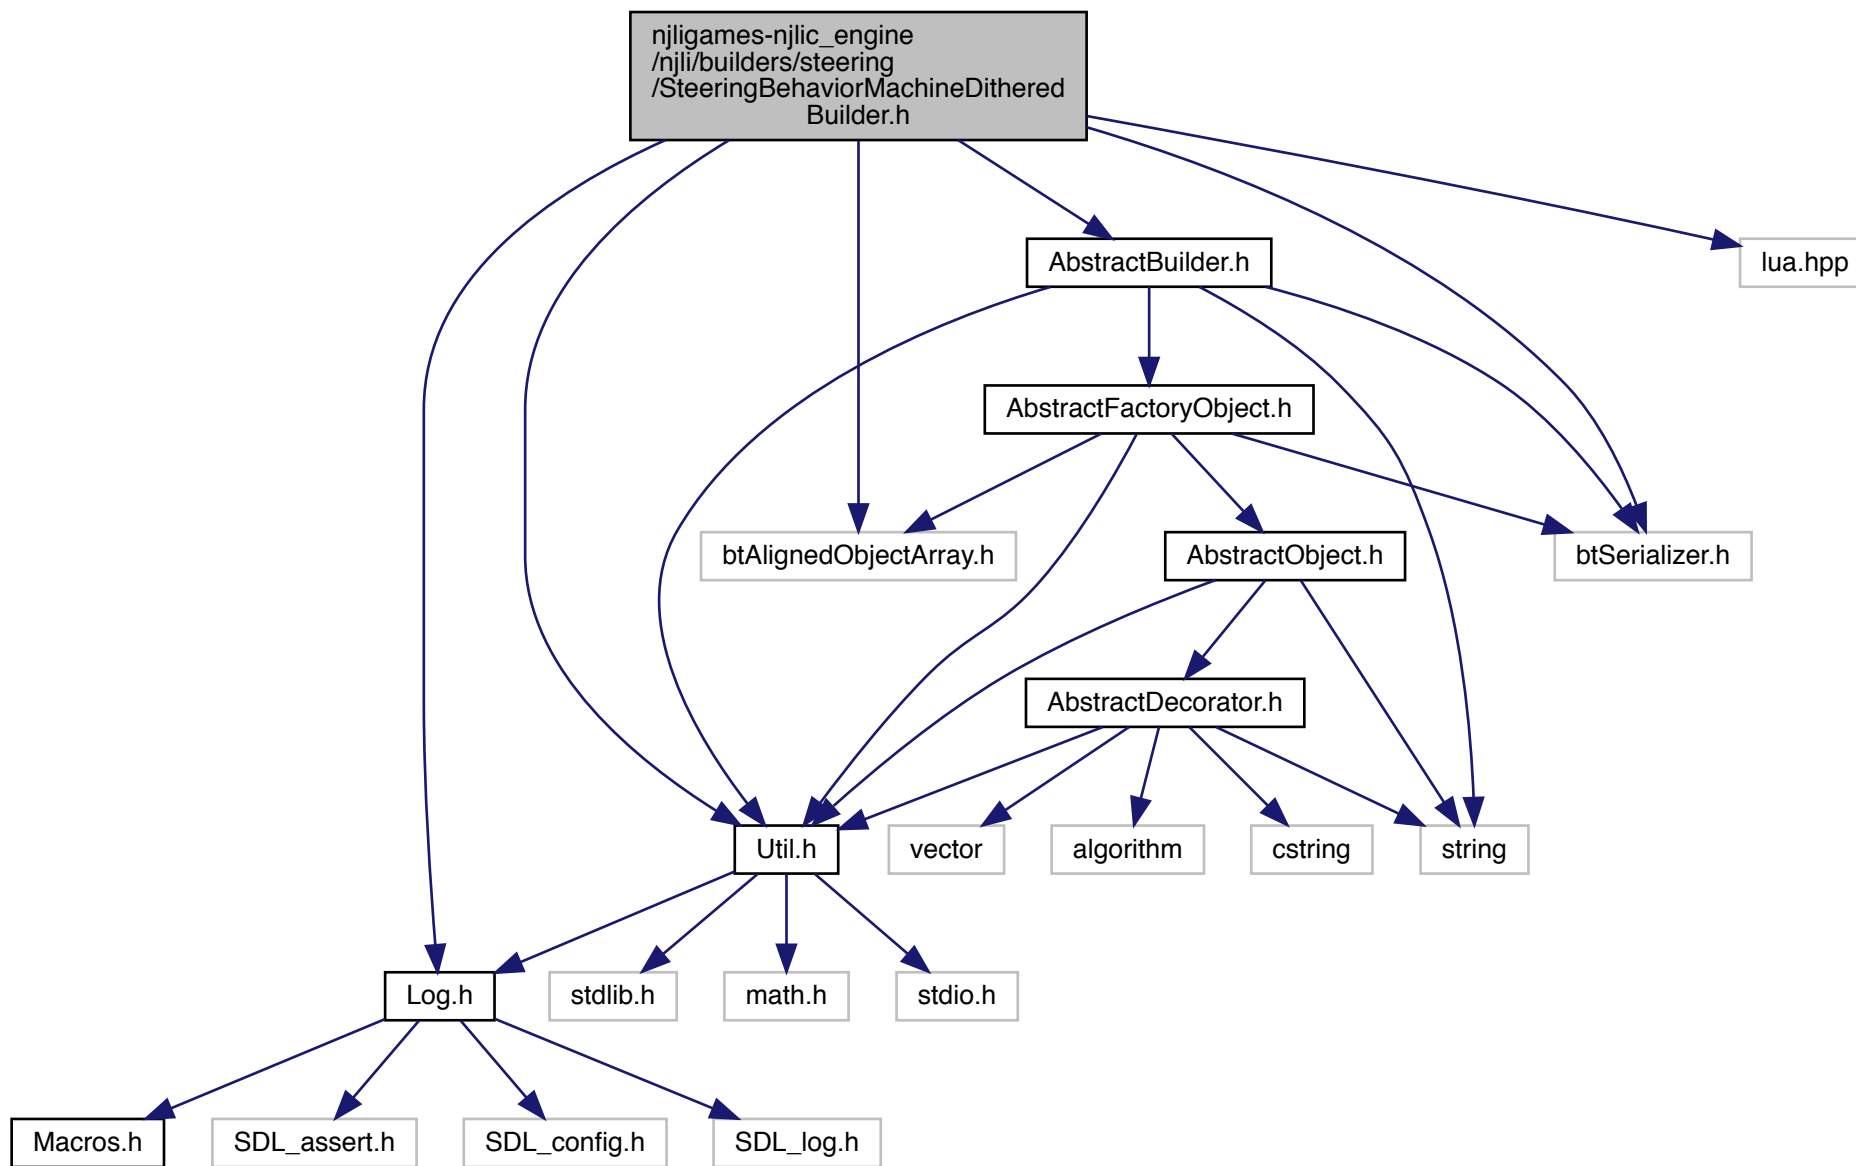 njligames-njlic_engine
/njli/builders/steering
/SteeringBehaviorMachineDithered
Builder.h
AbstractBuilder.h
lua.hpp
AbstractFactoryObject.h
btAlignedObjectArray.h
AbstractObject.h
btSerializer.h
AbstractDecorator.h
Util.h
vector
algorithm
cstring
string
Log.h
stdlib.h
math.h
stdio.h
Macros.h
SDL_assert.h
SDL_config.h
SDL_log.h